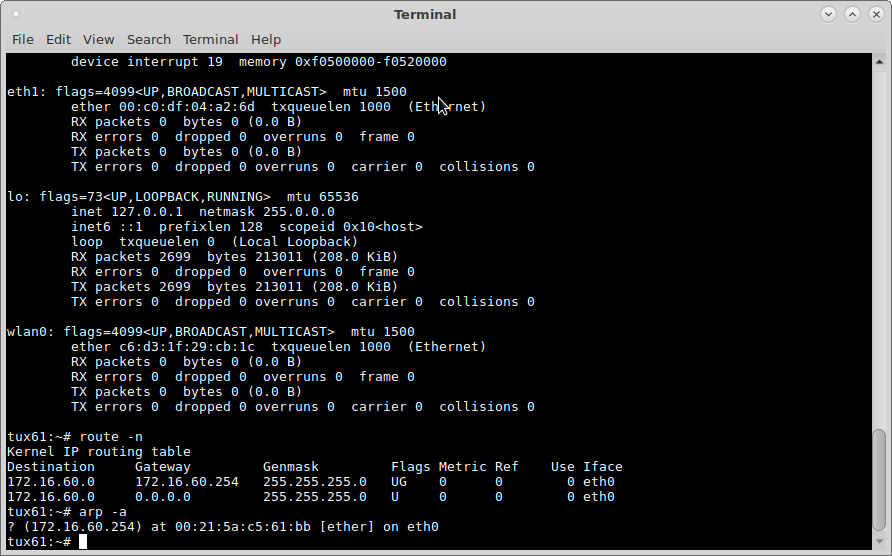 Terminal
File Edit View Search Terminal Help
        device interrupt 19  memory 0xf0500000-f0520000
eth1: flags=4099<UP,BROADCAST,MULTICAST>  mtu 1500
        ether 00:c0:df:04:a2:6d  txqueuelen 1000  (Ethernet)
        RX packets 0  bytes 0 (0.0 B)
        RX errors 0  dropped 0  overruns 0  frame 0
        TX packets 0  bytes 0 (0.0 B)
        TX errors 0  dropped 0 overruns 0  carrier 0  collisions 0
lo: flags=73<UP,LOOPBACK,RUNNING>  mtu 65536
        inet 127.0.0.1  netmask 255.0.0.0
        inet6 ::1  prefixlen 128  scopeid 0x10<host>
        loop  txqueuelen 0  (Local Loopback)
        RX packets 2699  bytes 213011 (208.0 KiB)
        RX errors 0  dropped 0  overruns 0  frame 0
        TX packets 2699  bytes 213011 (208.0 KiB)
        TX errors 0  dropped 0 overruns 0  carrier 0  collisions 0
wlan0: flags=4099<UP,BROADCAST,MULTICAST>  mtu 1500
        ether c6:d3:1f:29:cb:1c  txqueuelen 1000  (Ethernet)
        RX packets 0  bytes 0 (0.0 B)
        RX errors 0  dropped 0  overruns 0  frame 0
        TX packets 0  bytes 0 (0.0 B)
        TX errors 0  dropped 0 overruns 0  carrier 0  collisions 0
tux61:~# route -n
Kernel IP routing table
Destination     Gateway         Genmask         Flags Metric Ref    Use Iface
172.16.60.0     172.16.60.254   255.255.255.0   UG    0      0        0 eth0
172.16.60.0     0.0.0.0         255.255.255.0   U     0      0        0 eth0
tux61:~# arp -a
? (172.16.60.254) at 00:21:5a:c5:61:bb [ether] on eth0
tux61:~#